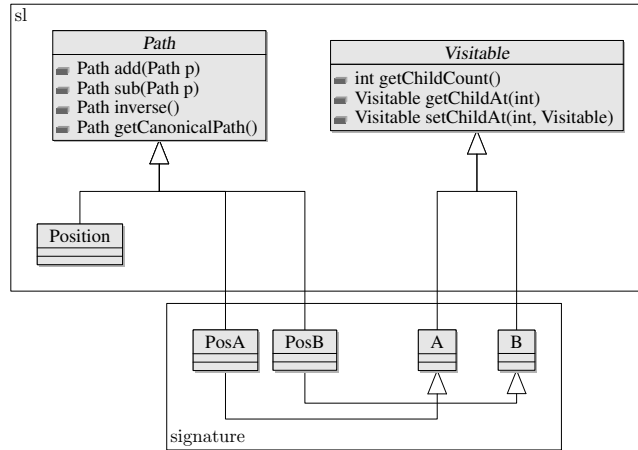 sl
Path
Path add(Path p)
Path sub(Path p)
Path inverse()
Path getCanonicalPath()
Visitable
int getChildCount()
Visitable getChildAt(int)
Visitable setChildAt(int, Visitable)
Position
PosA
PosB
A
B
signature